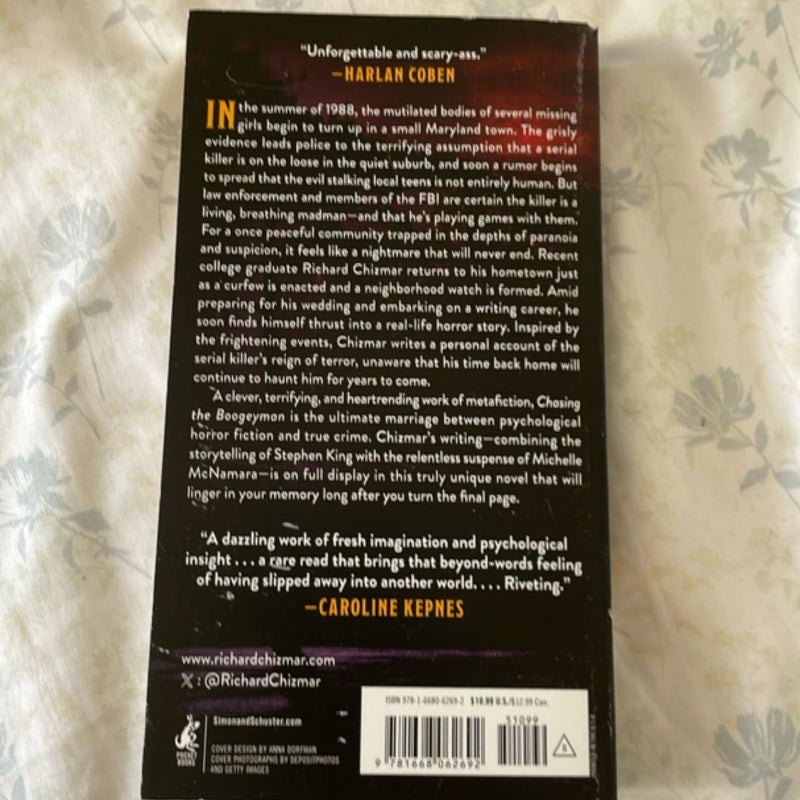 "Unforgettable and scary-ass."
—HARLAN COBEN
IN the summer of 1988, the mutilated bodies of several missing
girls begin to turn up in a small Maryland town. The grisly
evidence leads police to the terrifying assumption that a serial
killer is on the loose in the quiet suburb, and soon a rumor begins
to spread that the evil stalking local teens is not entirely human. But
law enforcement and members of the FBI are certain the killer is a
living, breathing madman—and that he's playing games with them.
For a once peaceful community trapped in the depths of paranoia
and suspicion, it feels like a nightmare that will never end. Recent
college graduate Richard Chizmar returns to his hometown just
as a curfew is enacted and a neighborhood watch is formed. Amid
preparing for his wedding and embarking on a writing career, he
soon finds himself thrust into a real-life horror story. Inspired by
the frightening events, Chizmar writes a personal account of the
serial killer's reign of terror, unaware that his time back home will
continue to haunt him for years to come.
A clever, terrifying, and heartrending work of metafiction, Chasing
the Boogeyman is the ultimate marriage between psychological
horror fiction and true crime. Chizmar's writing—combining the
storytelling of Stephen King with the relentless suspense of Michelle
McNamara—is on full display in this truly unique novel that will
linger in your memory long after you turn the final page.
"A dazzling work of fresh imagination and psychological
insight . . . a rare read that brings that beyond-words feeling
of having slipped away into another world. . . . Riveting."
—CAROLINE KEPNES
www.richardchizmar.com
X : @RichardChizmar
SimonandSchuster.com
POCKET
BOOKS
COVER DESIGN BY ANNA DORFMAN
COVER PHOTOGRAPHS BY DEPOSITPHOTOS
AND GETTY IMAGES
ISBN 978-1-6680-6269-2 $10.99 U.S./$12.99 Can.
51099
9 781668 062692
S